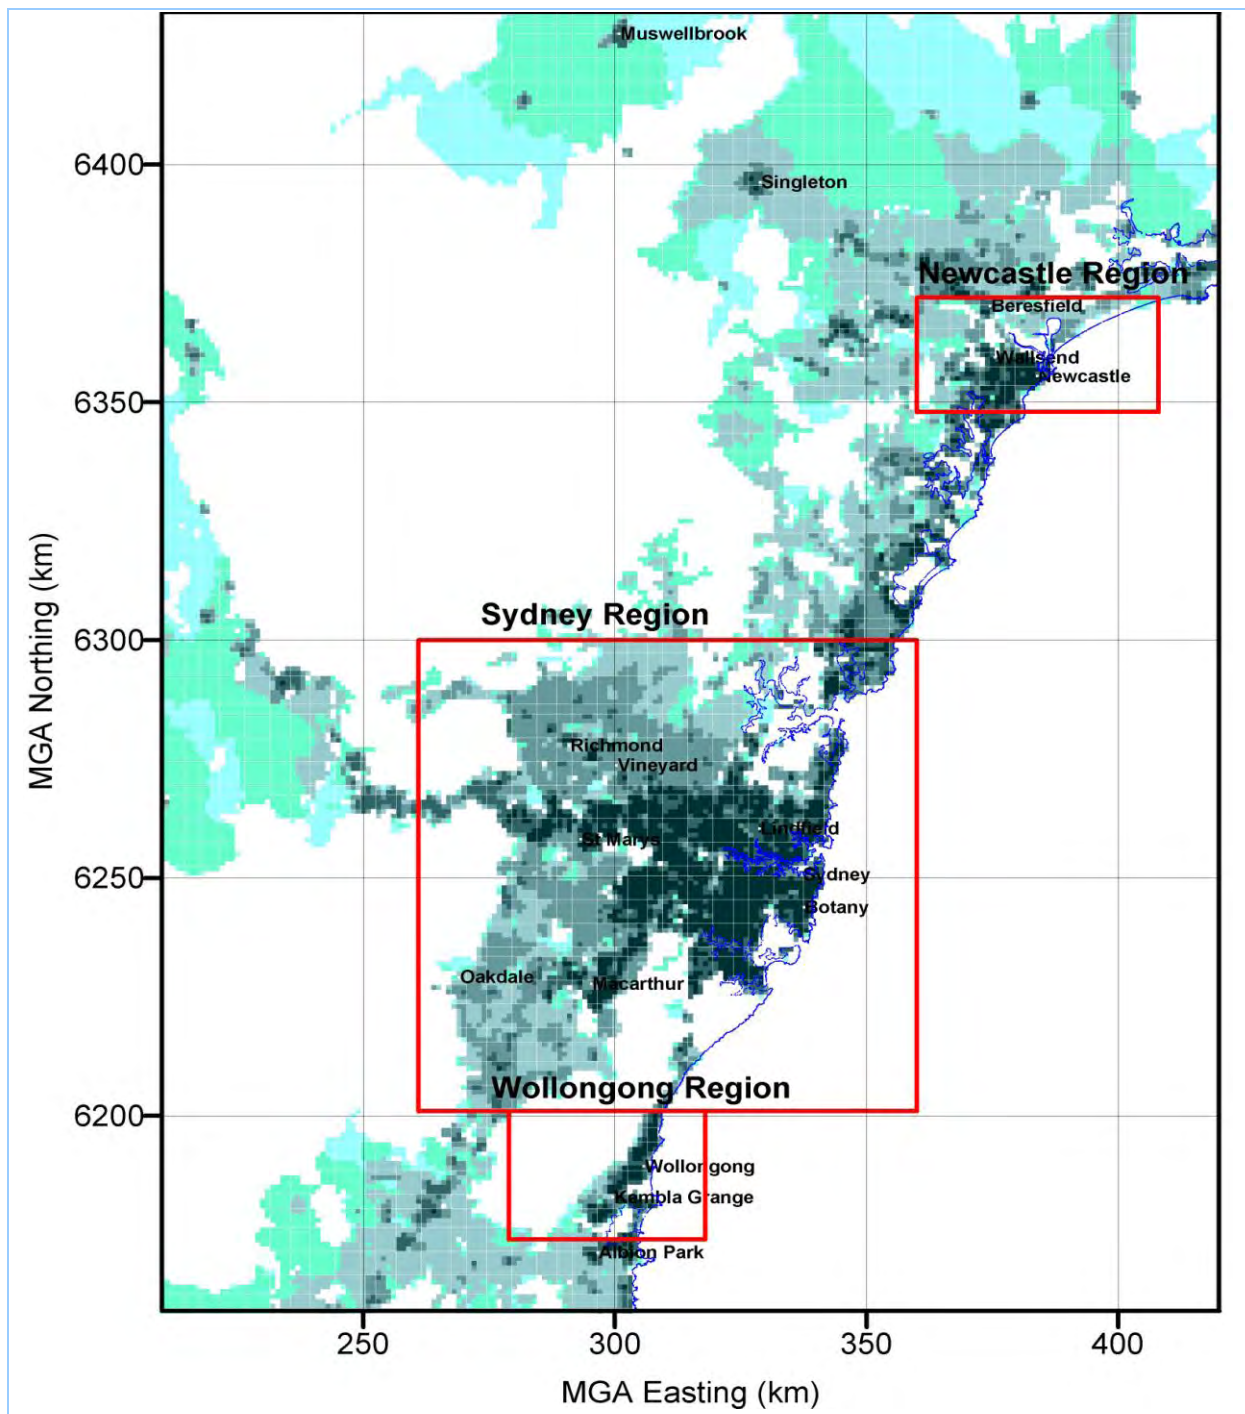 Muswellbrook
6400
Singleton
Newcastle Region
Beresfield
Wallsend
Newcastle
6350
MGA Northing (km)
Sydney Region
6300
Richmond
Vineyard
Lindfield
St Marys
6250
Sydney
Botany
Oakdale
Macarthur
Wollongong Region
6200
Wollongong
Kembla Grange
Albion Park
250
300
350
400
MGA Easting (km)